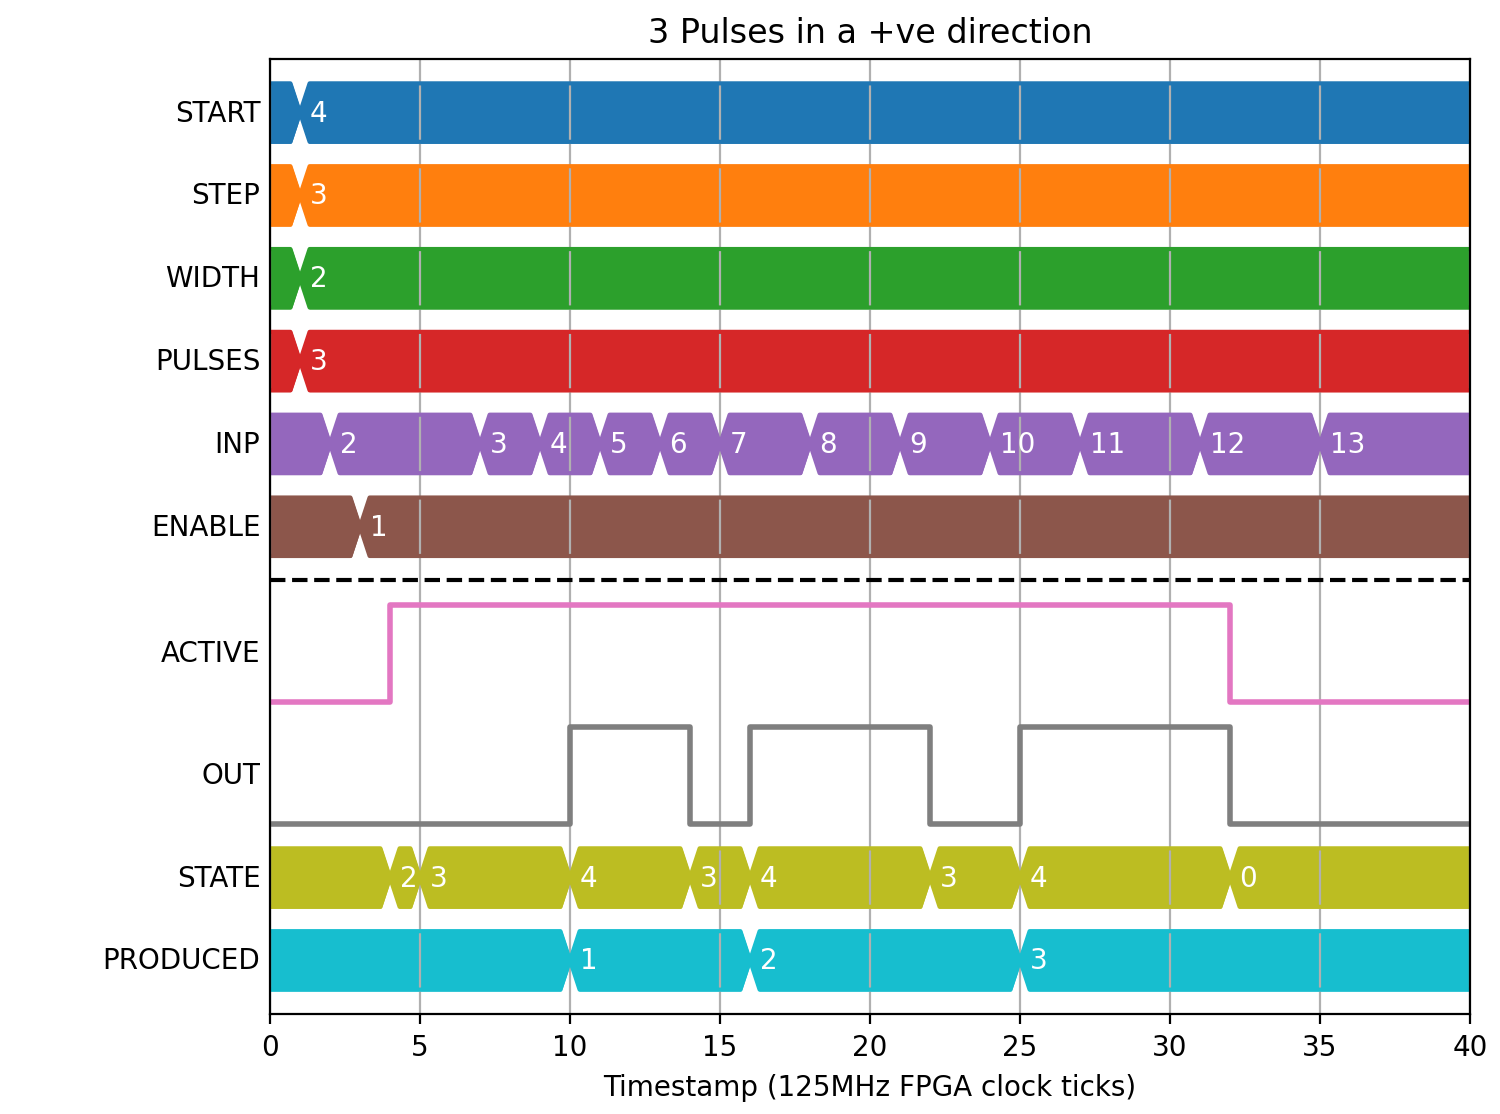 3 Pulses in a +ve direction
START 4
STEP 3
WIDTH 2
PULSES 3
INP 2 3 4 5 6 7 8 9 10 11 12 13
ENABLE 1
ACTIVE
OUT
STATE 2 3 4 3 4 3 4 0
PRODUCED 1 2 3
0 5 10 15 20 25 30 35 40
Timestamp (125MHz FPGA clock ticks)